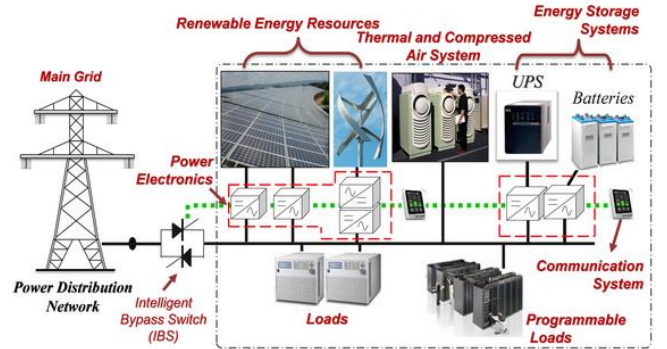 Renewable Energy Resources
Thermal and Compressed
Air System
Energy Storage
Systems
Main Grid
UPS
Batteries
Power
Electronics
Power Distribution
Network
Intelligent
Bypass Switch
(IBS)
Loads
Programmable
Loads
Communication
System